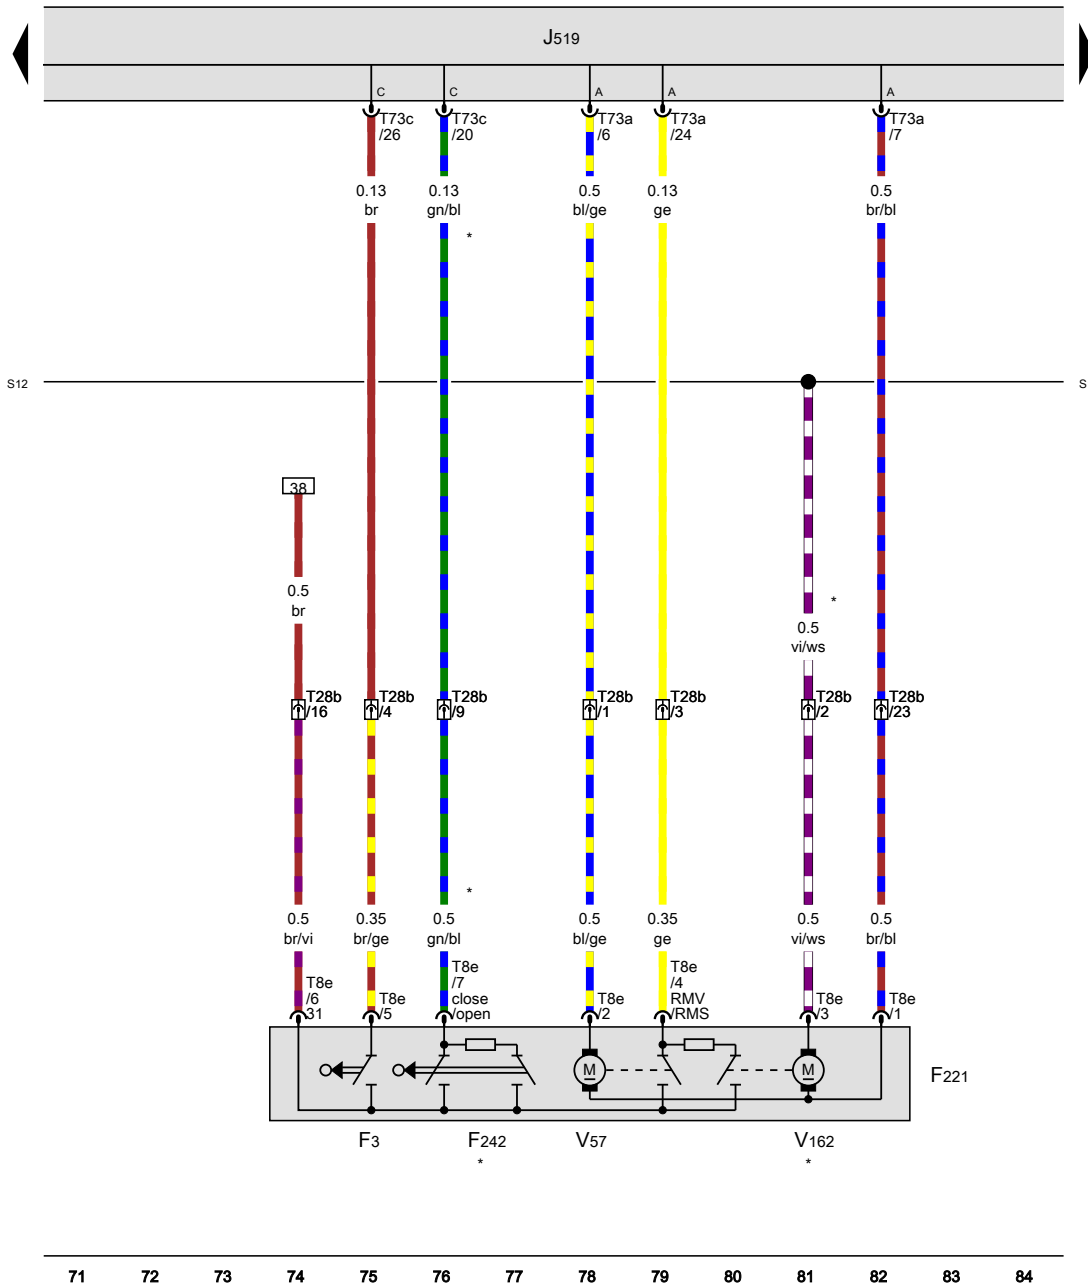 J519
C
C
A
A
A
T73c
/26
T73c
/20
T73a
/6
T73a
/24
T73a
/7
0.13
br
0.13
gn/bl
*
0.5
bl/ge
0.13
ge
0.5
br/bl
S12
S
38
0.5
br
*
0.5
vi/ws
T28b
/16
T28b
/4
T28b
/9
T28b
/1
T28b
/3
T28b
/2
T28b
/23
*
0.5
br/vi
0.35
br/ge
0.5
gn/bl
0.5
bl/ge
0.35
ge
0.5
vi/ws
0.5
br/bl
T8e
/6
31
T8e
/5
T8e
/7
close
/open
T8e
/2
T8e
/4
RMV
/RMS
T8e
/3
T8e
/1
M
M
F221
F3
F242
*
V57
V162
*
71 72 73 74 75 76 77 78 79 80 81 82 83 84